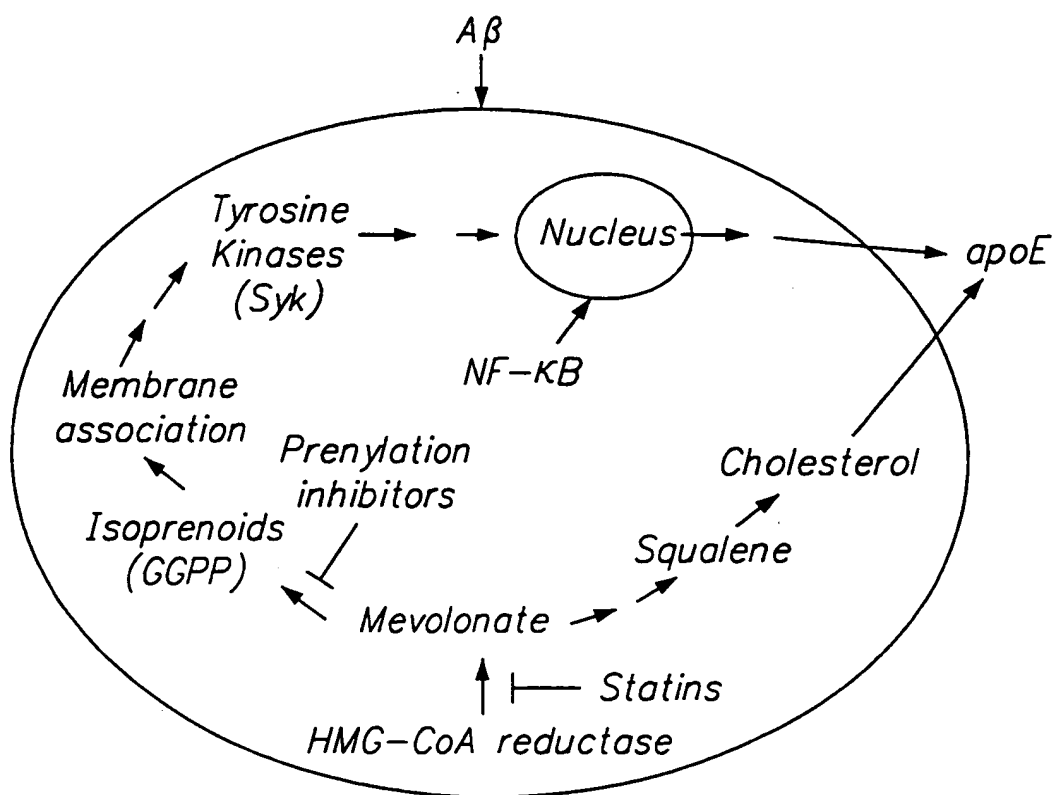 Aβ
Tyrosine
Kinases
(Syk)
Nucleus
apoE
NF-κB
Membrane
association
Prenylation
inhibitors
Cholesterol
Isoprenoids
(GGPP)
Squalene
Mevolonate
Statins
HMG-CoA reductase